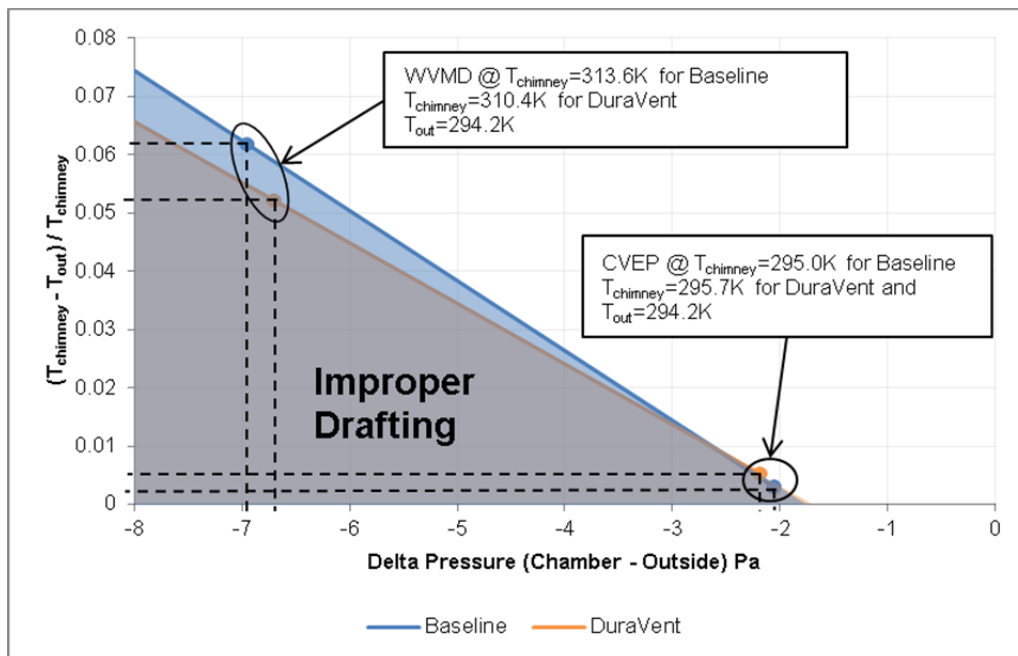 0.08
0.07
0.06
0.05
0.04
0.03
0.02
0.01
0
(Tchimney - Tout) / Tchimney
WVMD @ Tchimney=313.6K for Baseline
Tchimney=310.4K for DuraVent
Tout=294.2K
CVEP @ Tchimney=295.0K for Baseline
Tchimney=295.7K for DuraVent and
Tout=294.2K
Improper
Drafting
-8 -7 -6 -5 -4 -3 -2 -1 0
Delta Pressure (Chamber - Outside) Pa
Baseline DuraVent